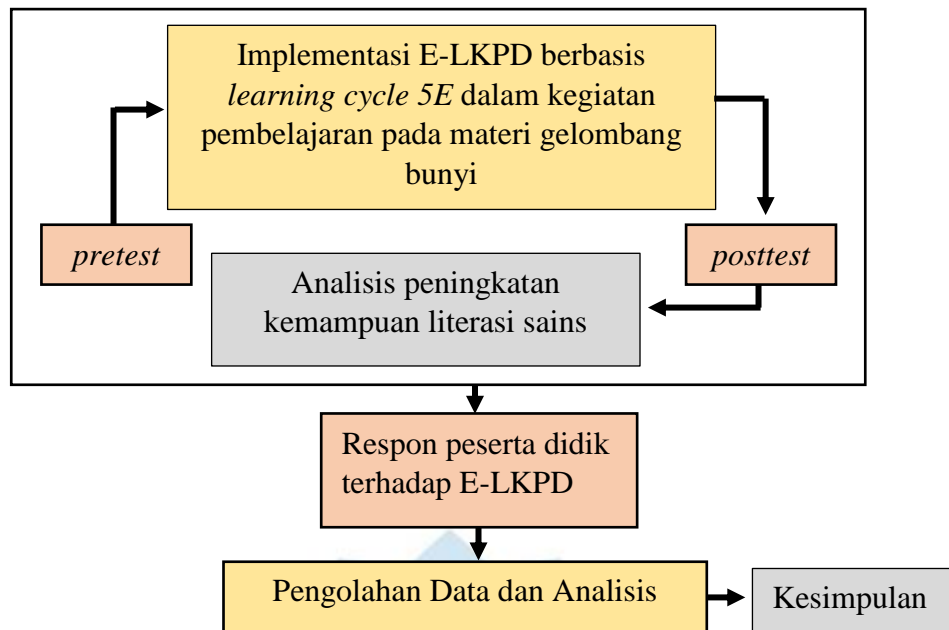 Implementasi E-LKPD berbasis
learning cycle 5E dalam kegiatan
pembelajaran pada materi gelombang
bunyi
pretest
posttest
Analisis peningkatan
kemampuan literasi sains
Respon peserta didik
terhadap E-LKPD
Pengolahan Data dan Analisis
Kesimpulan